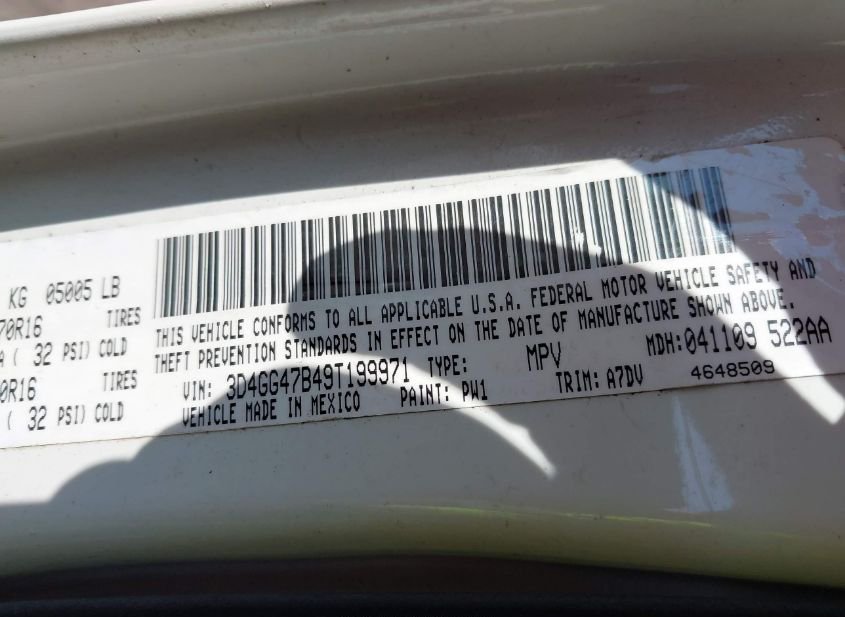 KG 05005 LB
70R16 TIRES
( 32 PSI) COLD
0R16 TIRES
( 32 PSI) COLD
THIS VEHICLE CONFORMS TO ALL APPLICABLE U.S.A. FEDERAL MOTOR VEHICLE SAFETY AND
THEFT PREVENTION STANDARDS IN EFFECT ON THE DATE OF MANUFACTURE SHOWN ABOVE.
VIN: 3D4GG47B49T199971 TYPE: MPV MDH:041109 522AA
VEHICLE MADE IN MEXICO PAINT: PW1 TRIM: A7DV 4648509